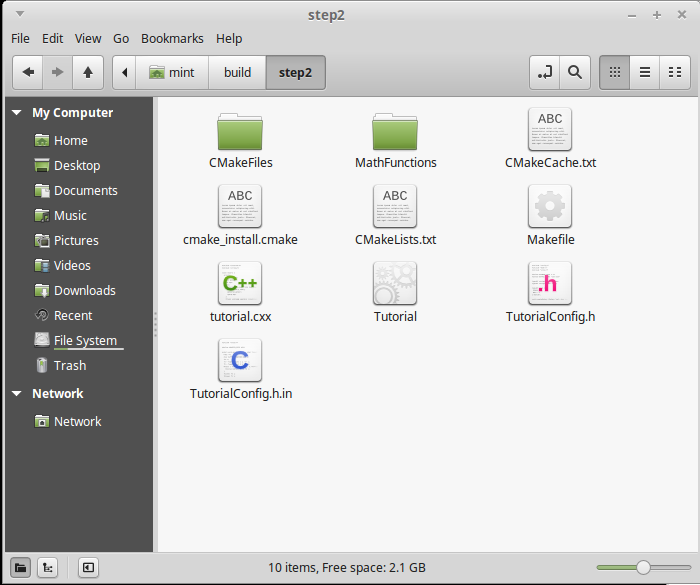 step2
File Edit View Go Bookmarks Help
mint build step2
My Computer
Home
Desktop
Documents
Music
Pictures
Videos
Downloads
Recent
File System
Trash
Network
Network
CMakeFiles
MathFunctions
ABC
CMakeCache.txt
ABC
cmake_install.cmake
ABC
CMakeLists.txt
Makefile
C++
tutorial.cxx
Tutorial
.h
TutorialConfig.h
C
TutorialConfig.h.in
10 items, Free space: 2.1 GB